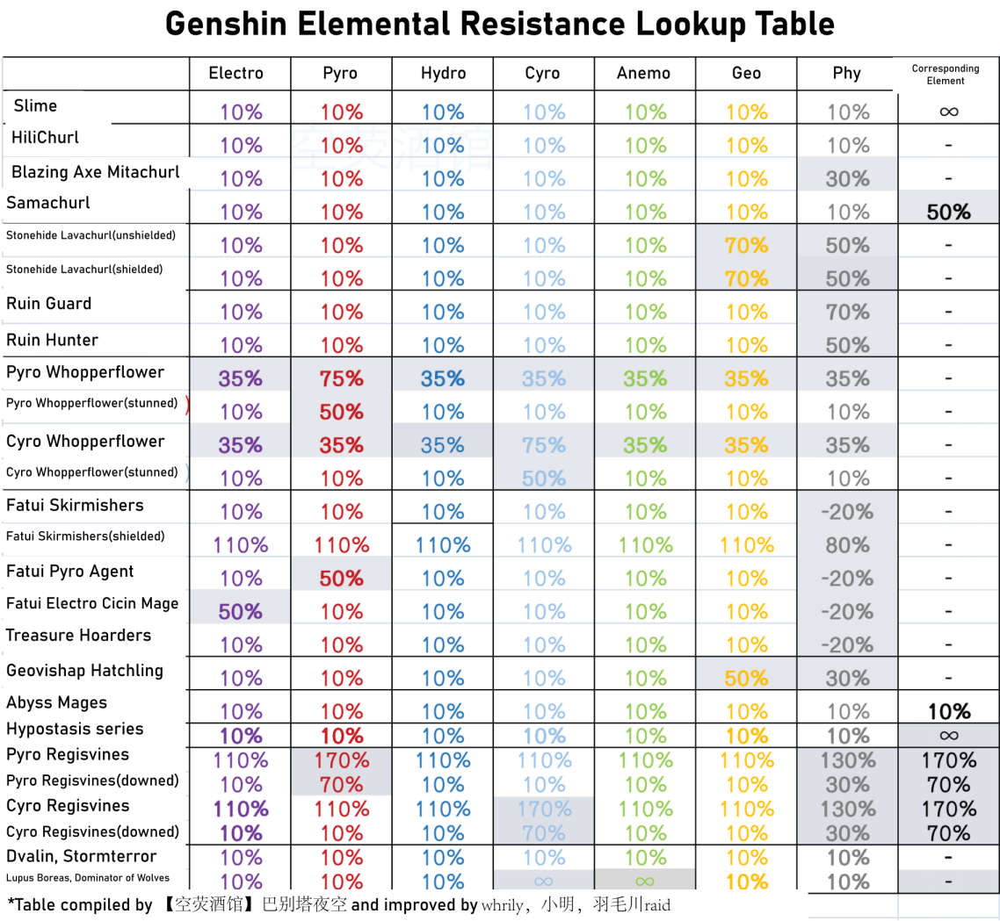 Genshin Elemental Resistance Lookup Table
Electro Pyro Hydro Cyro Anemo Geo Phy Corresponding Element
Slime 10% 10% 10% 10% 10% 10% 10% ∞
HiliChurl 10% 10% 10% 10% 10% 10% 10% -
空荧酒馆
Blazing Axe Mitachurl 10% 10% 10% 10% 10% 10% 30% -
Samachurl 10% 10% 10% 10% 10% 10% 10% 50%
Stonehide Lavachurl(unshielded) 10% 10% 10% 10% 10% 70% 50% -
Stonehide Lavachurl(shielded) 10% 10% 10% 10% 10% 70% 50% -
Ruin Guard 10% 10% 10% 10% 10% 10% 70% -
Ruin Hunter 10% 10% 10% 10% 10% 10% 50% -
Pyro Whopperflower 35% 75% 35% 35% 35% 35% 35% -
Pyro Whopperflower(stunned) ) 10% 50% 10% 10% 10% 10% 10% -
Cyro Whopperflower 35% 35% 35% 75% 35% 35% 35% -
Cyro Whopperflower(stunned) ) 10% 10% 10% 50% 10% 10% 10% -
Fatui Skirmishers 10% 10% 10% 10% 10% 10% -20% -
Fatui Skirmishers(shielded) 110% 110% 110% 110% 110% 110% 80% -
Fatui Pyro Agent 10% 50% 10% 10% 10% 10% -20% -
Fatui Electro Cicin Mage 50% 10% 10% 10% 10% 10% -20% -
Treasure Hoarders 10% 10% 10% 10% 10% 10% -20% -
Geovishap Hatchling 10% 10% 10% 10% 10% 50% 30% -
Abyss Mages 10% 10% 10% 10% 10% 10% 10% 10%
Hypostasis series 10% 10% 10% 10% 10% 10% 10% ∞
Pyro Regisvines 110% 170% 110% 110% 110% 110% 130% 170%
Pyro Regisvines(downed) 10% 70% 10% 10% 10% 10% 30% 70%
Cyro Regisvines 110% 110% 110% 170% 110% 110% 130% 170%
Cyro Regisvines(downed) 10% 10% 10% 70% 10% 10% 30% 70%
Dvalin, Stormterror 10% 10% 10% 10% 10% 10% 10% -
Lupus Boreas, Dominator of Wolves 10% 10% 10% ∞ ∞ 10% 10% -
*Table compiled by 【空荧酒馆】巴别塔夜空 and improved by whrily，小明，羽毛川raid